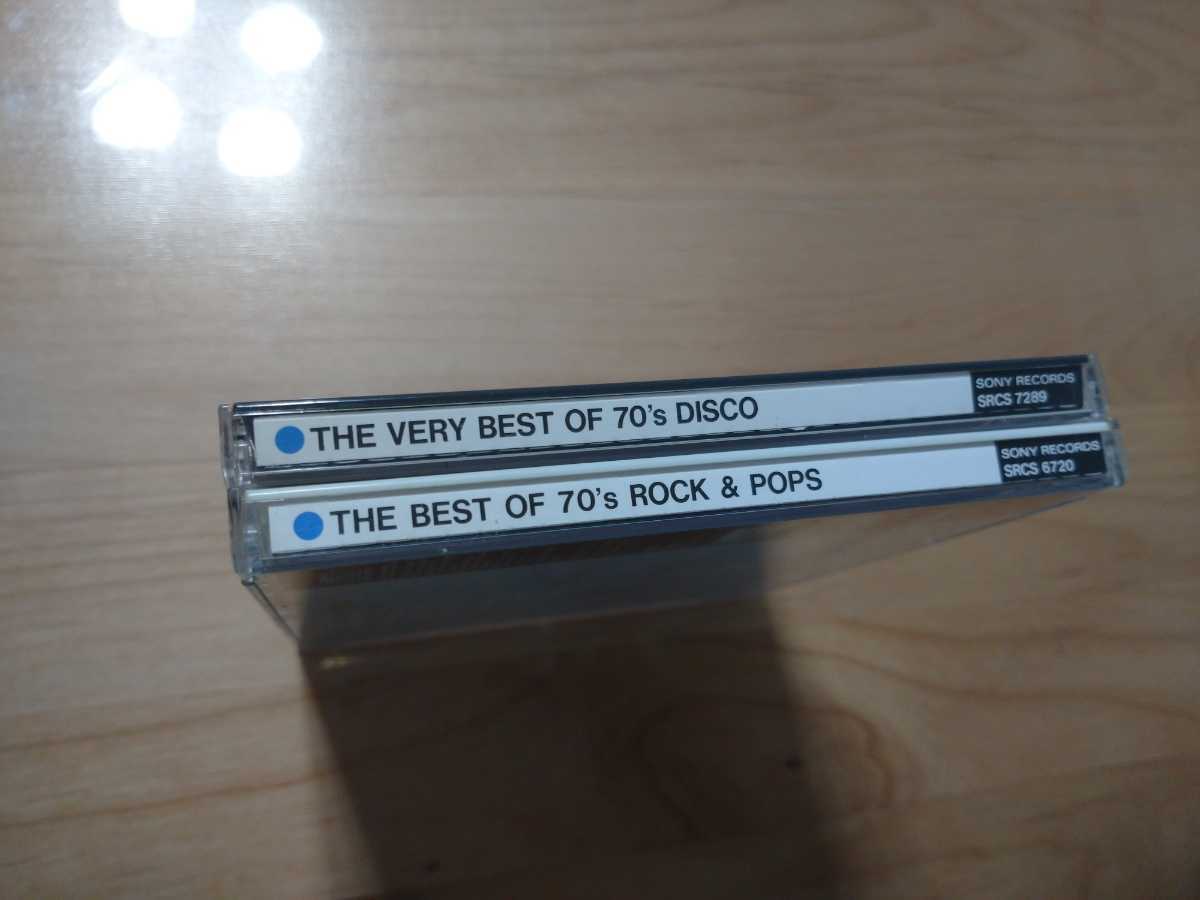 THE VERY BEST OF 70's DISCO
SONY RECORDS
SRCS 7289
THE BEST OF 70's ROCK & POPS
SONY RECORDS
SRCS 6720